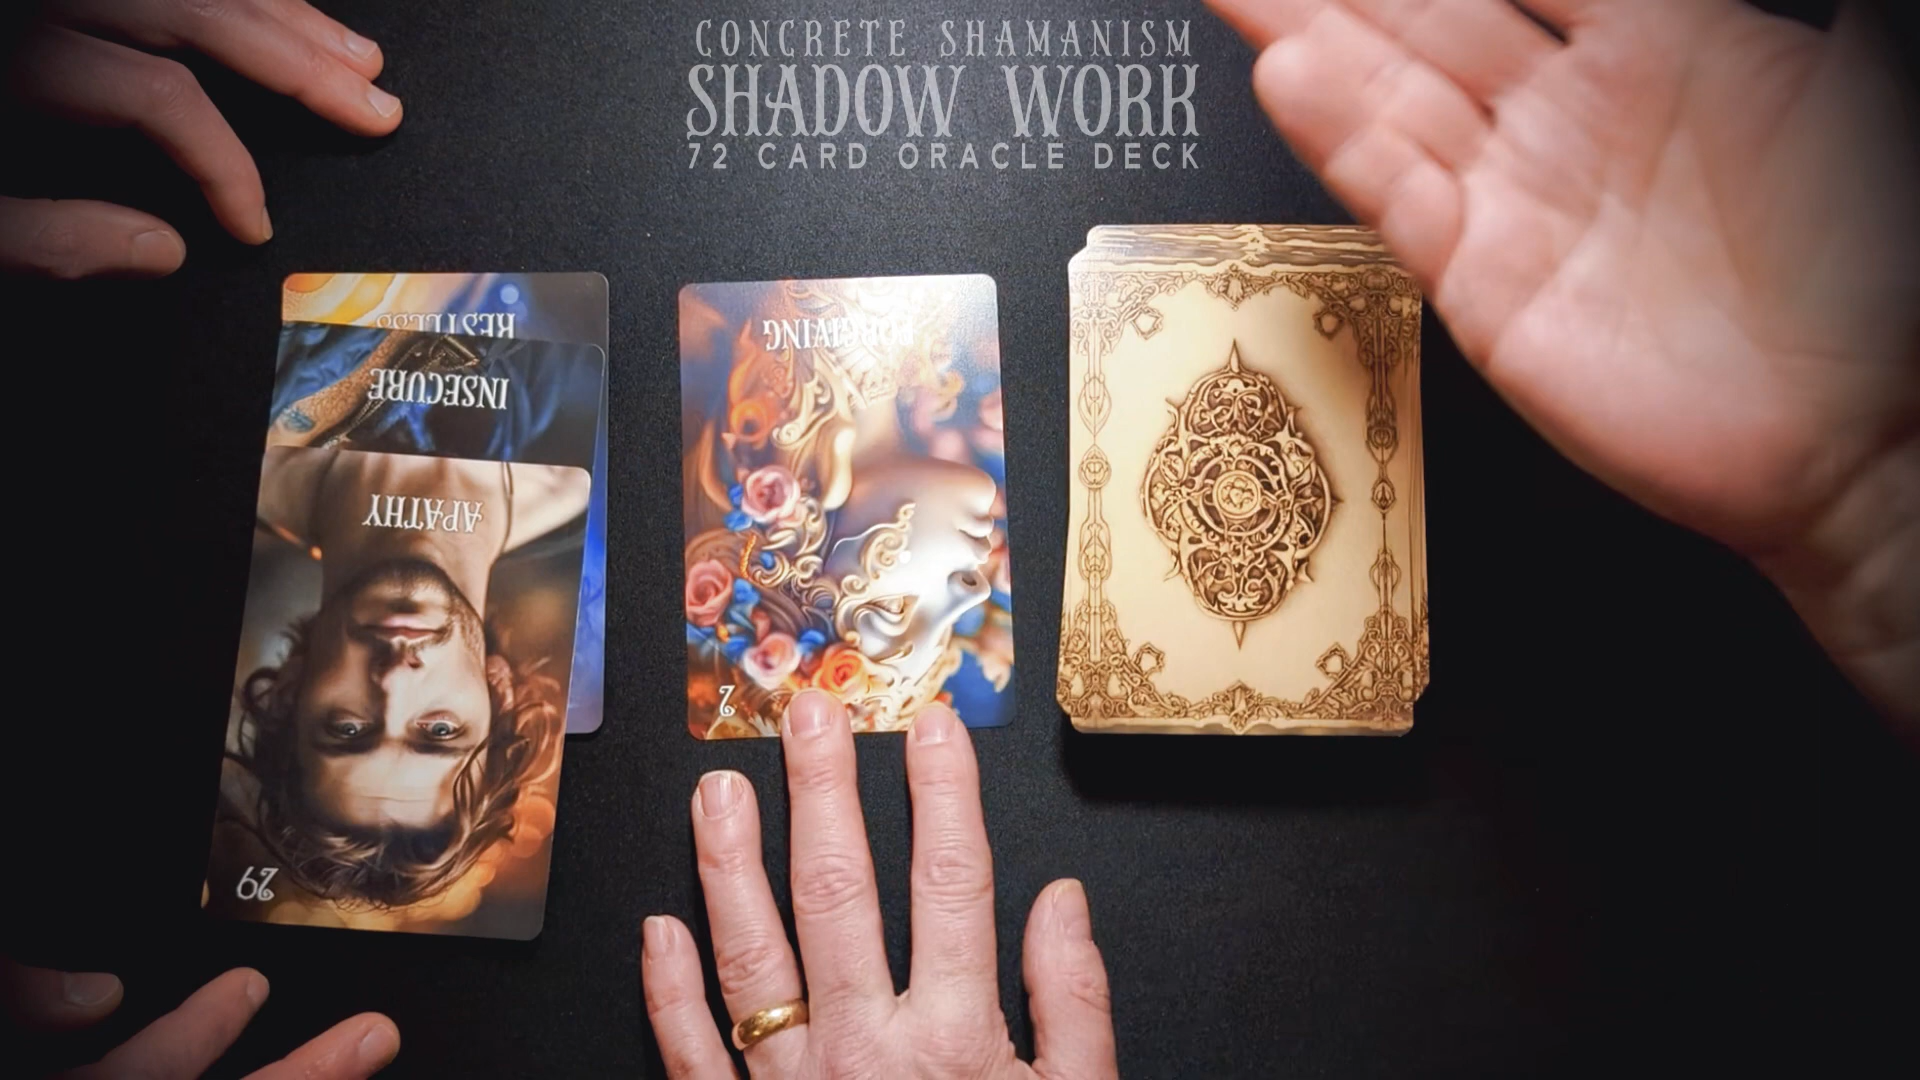 CONCRETE SHAMANISM
SHADOW WORK
72 CARD ORACLE DECK
RESTLESS
INSECURE
APATHY
29
FORGIVING
2